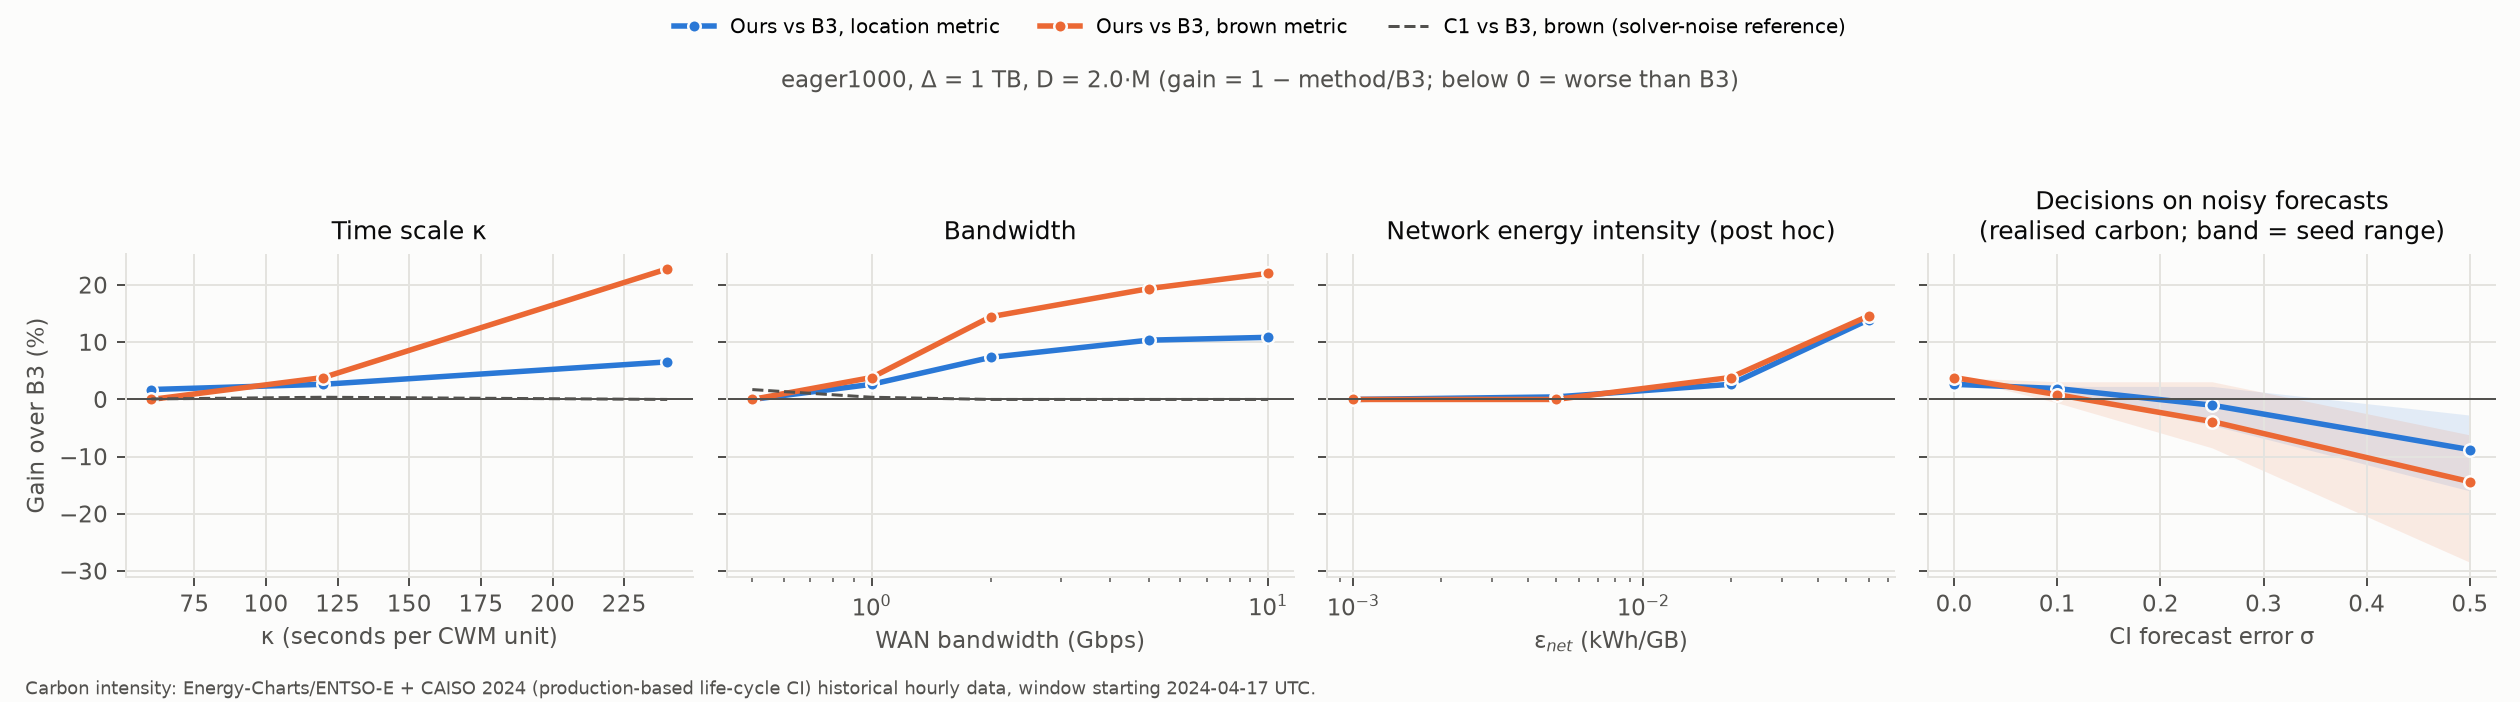 Ours vs B3, location metric
Ours vs B3, brown metric
C1 vs B3, brown (solver-noise reference)
eager1000, Δ = 1 TB, D = 2.0·M (gain = 1 − method/B3; below 0 = worse than B3)
Time scale κ
Gain over B3 (%)
20
10
0
−10
−20
−30
75 100 125 150 175 200 225
κ (seconds per CWM unit)
Bandwidth
10⁰ 10¹
WAN bandwidth (Gbps)
Network energy intensity (post hoc)
10⁻³ 10⁻²
εnet (kWh/GB)
Decisions on noisy forecasts
(realised carbon; band = seed range)
0.0 0.1 0.2 0.3 0.4 0.5
CI forecast error σ
Carbon intensity: Energy-Charts/ENTSO-E + CAISO 2024 (production-based life-cycle CI) historical hourly data, window starting 2024-04-17 UTC.